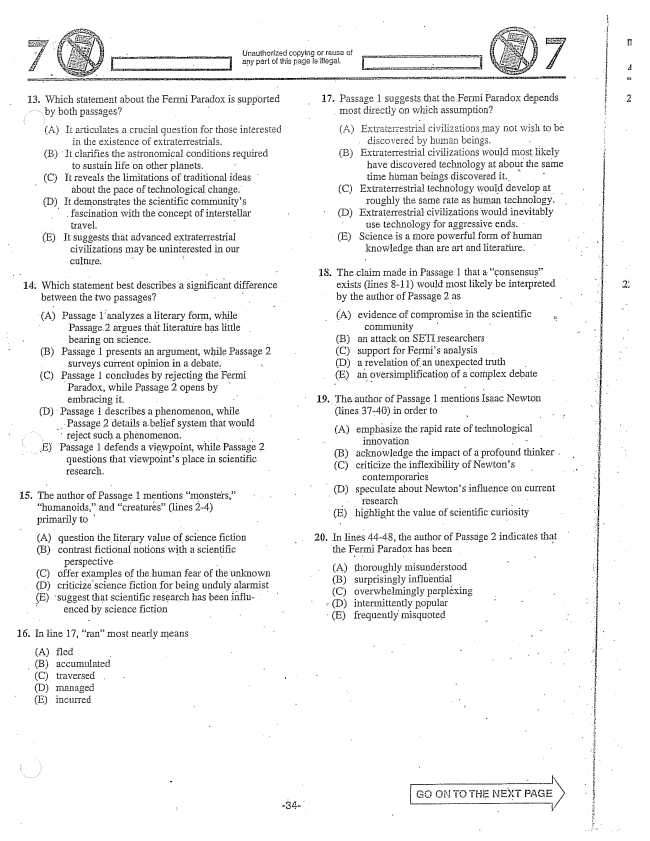 7
Unauthorized copying or reuse of
any part of this page is illegal.
7
13. Which statement about the Fermi Paradox is supported
by both passages?
(A) It articulates a crucial question for those interested
in the existence of extraterrestrials.
(B) It clarifies the astronomical conditions required
to sustain life on other planets.
(C) It reveals the limitations of traditional ideas
about the pace of technological change.
(D) It demonstrates the scientific community's
fascination with the concept of interstellar
travel.
(E) It suggests that advanced extraterrestrial
civilizations may be uninterested in our
culture.
14. Which statement best describes a significant difference
between the two passages?
(A) Passage 1 analyzes a literary form, while
Passage 2 argues that literature has little
bearing on science.
(B) Passage 1 presents an argument, while Passage 2
surveys current opinion in a debate.
(C) Passage 1 concludes by rejecting the Fermi
Paradox, while Passage 2 opens by
embracing it.
(D) Passage 1 describes a phenomenon, while
Passage 2 details a belief system that would
reject such a phenomenon.
(E) Passage 1 defends a viewpoint, while Passage 2
questions that viewpoint's place in scientific
research.
15. The author of Passage 1 mentions "monsters,"
"humanoids," and "creatures" (lines 2-4)
primarily to
(A) question the literary value of science fiction
(B) contrast fictional notions with a scientific
perspective
(C) offer examples of the human fear of the unknown
(D) criticize science fiction for being unduly alarmist
(E) suggest that scientific research has been influ-
enced by science fiction
16. In line 17, "ran" most nearly means
(A) fled
(B) accumulated
(C) traversed
(D) managed
(E) incurred
17. Passage 1 suggests that the Fermi Paradox depends
most directly on which assumption?
(A) Extraterrestrial civilizations may not wish to be
discovered by human beings.
(B) Extraterrestrial civilizations would most likely
have discovered technology at about the same
time human beings discovered it.
(C) Extraterrestrial technology would develop at
roughly the same rate as human technology.
(D) Extraterrestrial civilizations would inevitably
use technology for aggressive ends.
(E) Science is a more powerful form of human
knowledge than are art and literature.
18. The claim made in Passage 1 that a "consensus"
exists (lines 8-11) would most likely be interpreted
by the author of Passage 2 as
(A) evidence of compromise in the scientific
community
(B) an attack on SETI researchers
(C) support for Fermi's analysis
(D) a revelation of an unexpected truth
(E) an oversimplification of a complex debate
19. The author of Passage 1 mentions Isaac Newton
(lines 37-40) in order to
(A) emphasize the rapid rate of technological
innovation
(B) acknowledge the impact of a profound thinker
(C) criticize the inflexibility of Newton's
contemporaries
(D) speculate about Newton's influence on current
research
(E) highlight the value of scientific curiosity
20. In lines 44-48, the author of Passage 2 indicates that
the Fermi Paradox has been
(A) thoroughly misunderstood
(B) surprisingly influential
(C) overwhelmingly perplexing
(D) intermittently popular
(E) frequently misquoted
-34-
GO ON TO THE NEXT PAGE